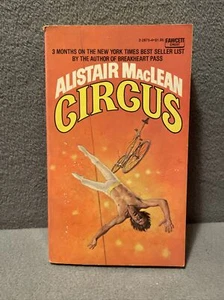 FAWCETT
3 MONTHS ON THE NEW YORK TIMES BEST SELLER LIST
BY THE AUTHOR OF BREAKHEART PASS
ALISTAIR MACLEAN
CIRCUS